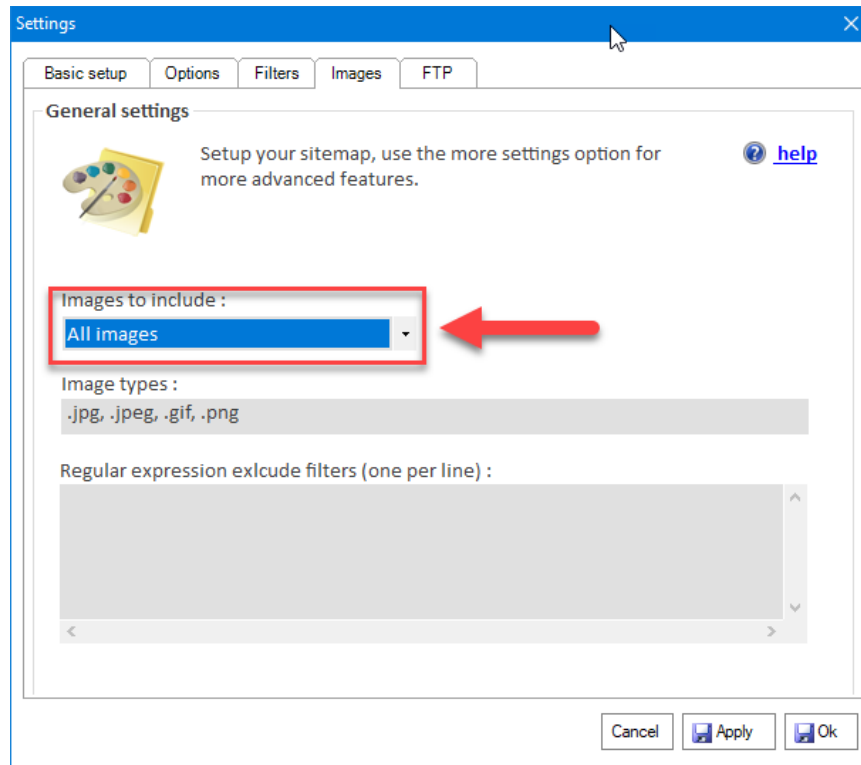 Settings
Basic setup
Options
Filters
Images
FTP
General settings
Setup your sitemap, use the more settings option for
more advanced features.
help
Images to include :
All images
Image types :
.jpg, .jpeg, .gif, .png
Regular expression exlcude filters (one per line) :
Cancel
Apply
Ok